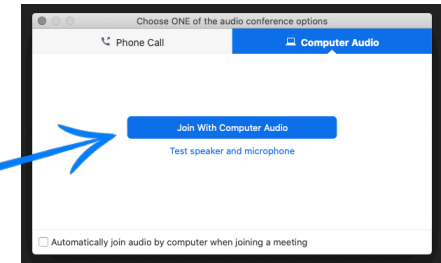 Choose ONE of the audio conference options
Phone Call
Computer Audio
Join With Computer Audio
Test speaker and microphone
Automatically join audio by computer when joining a meeting